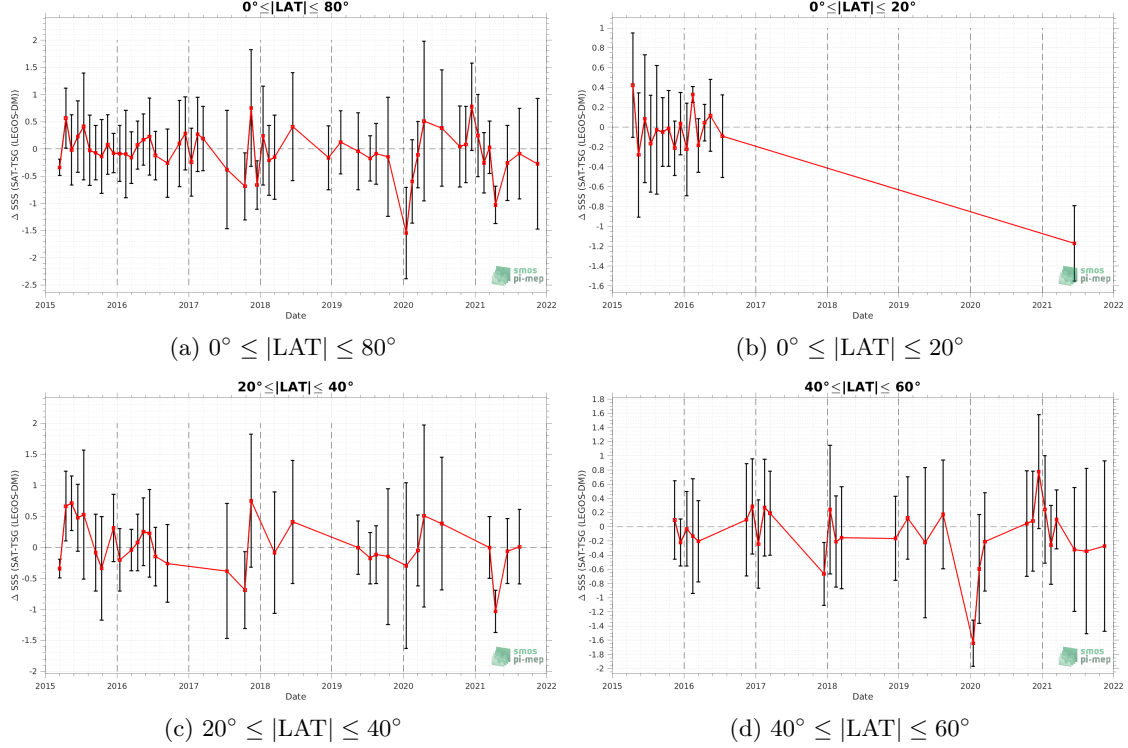 0°≤|LAT|≤ 80°
Δ SSS (SAT-TSG (LEGOS-DM))
2
1.5
1
0.5
0
-0.5
-1
-1.5
-2
-2.5
2015 2016 2017 2018 2019 2020 2021 2022
Date
smos
pi-mep
(a) 0° ≤ |LAT| ≤ 80°
0°≤|LAT|≤ 20°
Δ SSS (SAT-TSG (LEGOS-DM))
1
0.8
0.6
0.4
0.2
0
-0.2
-0.4
-0.6
-0.8
-1
-1.2
-1.4
-1.6
2015 2016 2017 2018 2019 2020 2021 2022
Date
smos
pi-mep
(b) 0° ≤ |LAT| ≤ 20°
20°≤|LAT|≤ 40°
Δ SSS (SAT-TSG (LEGOS-DM))
2
1.5
1
0.5
0
-0.5
-1
-1.5
-2
2015 2016 2017 2018 2019 2020 2021 2022
Date
smos
pi-mep
(c) 20° ≤ |LAT| ≤ 40°
40°≤|LAT|≤ 60°
Δ SSS (SAT-TSG (LEGOS-DM))
1.8
1.6
1.4
1.2
1
0.8
0.6
0.4
0.2
0
-0.2
-0.4
-0.6
-0.8
-1
-1.2
-1.4
-1.6
-1.8
-2
2015 2016 2017 2018 2019 2020 2021 2022
Date
smos
pi-mep
(d) 40° ≤ |LAT| ≤ 60°